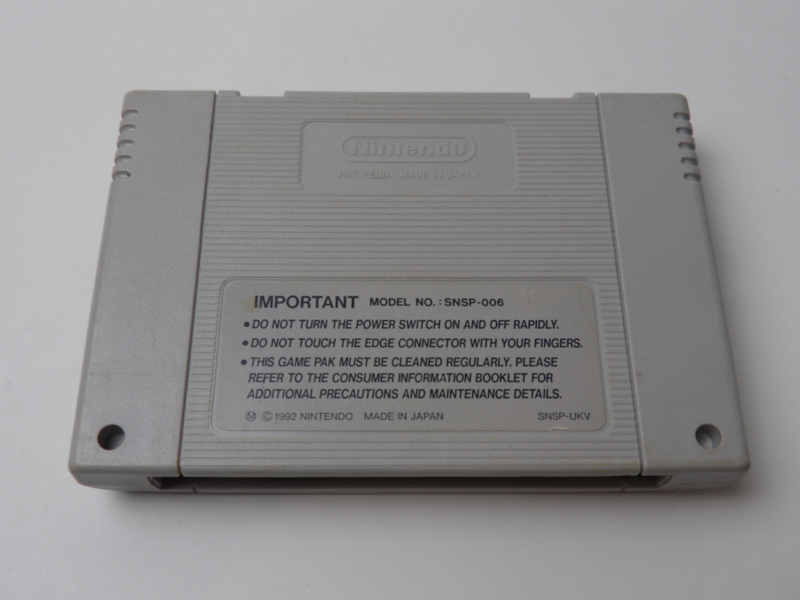 Nintendo
PAT. PEND. MADE IN JAPAN
IMPORTANT MODEL NO.: SNSP-006
• DO NOT TURN THE POWER SWITCH ON AND OFF RAPIDLY.
• DO NOT TOUCH THE EDGE CONNECTOR WITH YOUR FINGERS.
• THIS GAME PAK MUST BE CLEANED REGULARLY. PLEASE
REFER TO THE CONSUMER INFORMATION BOOKLET FOR
ADDITIONAL PRECAUTIONS AND MAINTENANCE DETAILS.
Ⓜ © 1992 NINTENDO MADE IN JAPAN SNSP-UKV